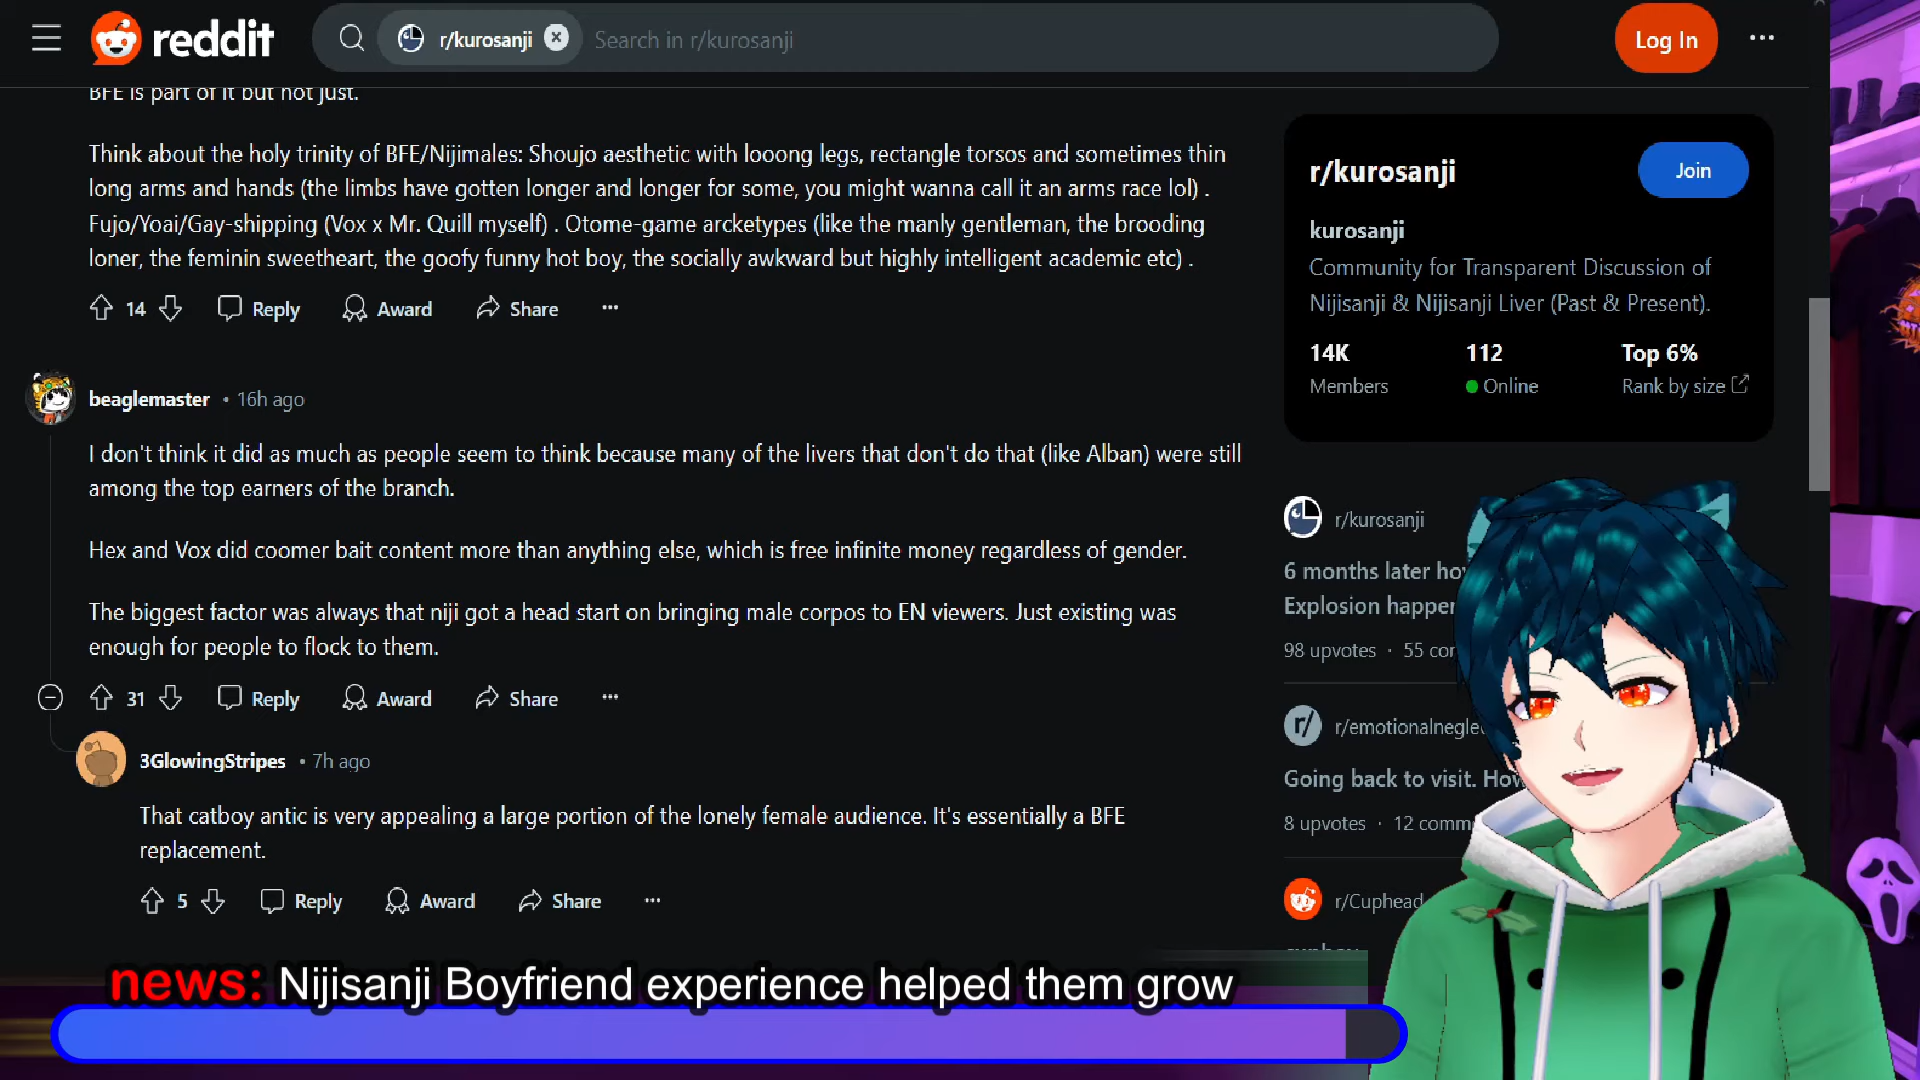 reddit
r/kurosanji
Search in r/kurosanji
Log In
BFE is part of it but not just.
Think about the holy trinity of BFE/Nijimales: Shoujo aesthetic with looong legs, rectangle torsos and sometimes thin
long arms and hands (the limbs have gotten longer and longer for some, you might wanna call it an arms race lol) .
Fujo/Yoai/Gay-shipping (Vox x Mr. Quill myself) . Otome-game arcketypes (like the manly gentleman, the brooding
loner, the feminin sweetheart, the goofy funny hot boy, the socially awkward but highly intelligent academic etc) .
14 Reply Award Share
beaglemaster • 16h ago
I don't think it did as much as people seem to think because many of the livers that don't do that (like Alban) were still
among the top earners of the branch.
Hex and Vox did coomer bait content more than anything else, which is free infinite money regardless of gender.
The biggest factor was always that niji got a head start on bringing male corpos to EN viewers. Just existing was
enough for people to flock to them.
31 Reply Award Share
3GlowingStripes • 7h ago
That catboy antic is very appealing a large portion of the lonely female audience. It's essentially a BFE
replacement.
5 Reply Award Share
r/kurosanji
Join
kurosanji
Community for Transparent Discussion of
Nijisanji & Nijisanji Liver (Past & Present).
14K 112 Top 6%
Members Online Rank by size
r/kurosanji
6 months later
Explosion
98 upvotes · 55
r/
Going back to visit.
8 upvotes · 12
r/Cuphead
news: Nijisanji Boyfriend experience helped them grow